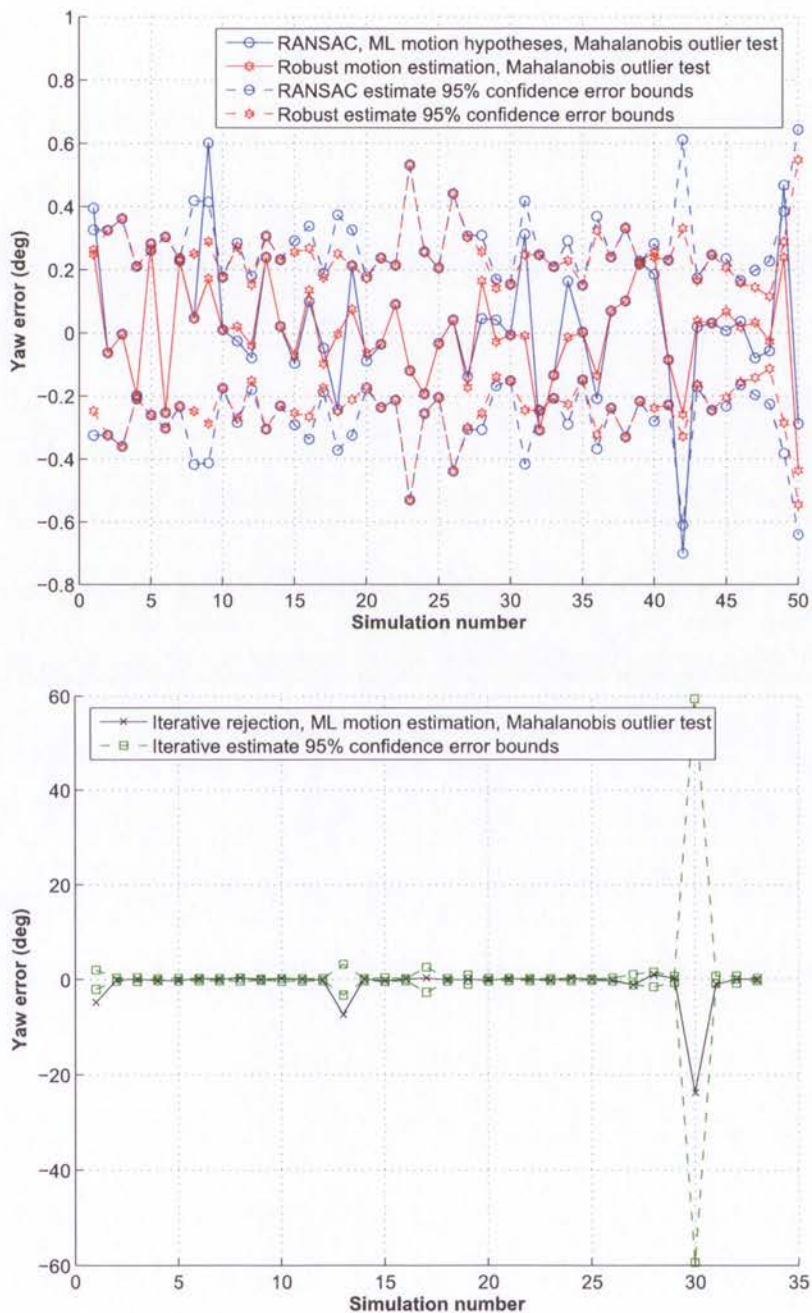 1
0.8
0.6
0.4
0.2
0
−0.2
−0.4
−0.6
−0.8
Yaw error (deg)
RANSAC, ML motion hypotheses, Mahalanobis outlier test
Robust motion estimation, Mahalanobis outlier test
RANSAC estimate 95% confidence error bounds
Robust estimate 95% confidence error bounds
0 5 10 15 20 25 30 35 40 45 50
Simulation number
60
40
20
0
−20
−40
−60
Yaw error (deg)
Iterative rejection, ML motion estimation, Mahalanobis outlier test
Iterative estimate 95% confidence error bounds
0 5 10 15 20 25 30 35
Simulation number